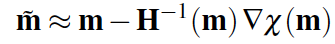 m̃ ≈ m − H⁻¹(m) ∇χ(m)